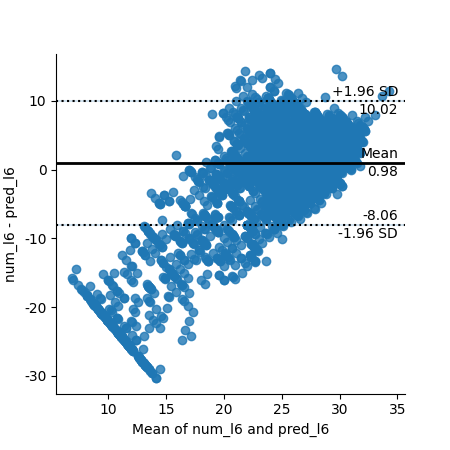 +1.96 SD
10
10.02
Mean
0
0.98
-8.06
-10
-1.96 SD
-20
-30
num_l6 - pred_l6
10 15 20 25 30 35
Mean of num_l6 and pred_l6